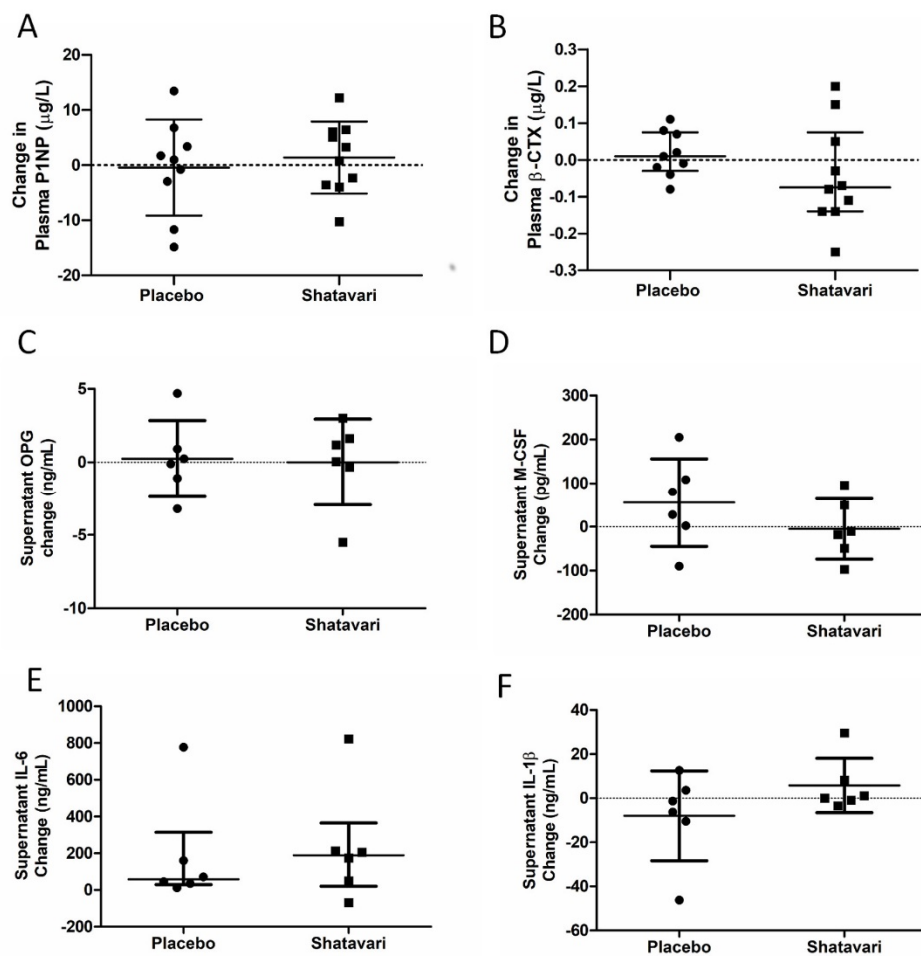 A
Change in
Plasma P1NP (μg/L)
20
10
0
-10
-20
Placebo
Shatavari
B
Change in
Plasma β-CTX (μg/L)
0.3
0.2
0.1
0.0
-0.1
-0.2
-0.3
Placebo
Shatavari
C
Supernatant OPG
change (ng/mL)
5
0
-5
-10
Placebo
Shatavari
D
Supernatant M-CSF
Change (pg/mL)
300
200
100
0
-100
-200
Placebo
Shatavari
E
Supernatant IL-6
Change (ng/mL)
1000
800
600
400
200
0
-200
Placebo
Shatavari
F
Supernatant IL-1β
Change (ng/mL)
40
20
0
-20
-40
-60
Placebo
Shatavari